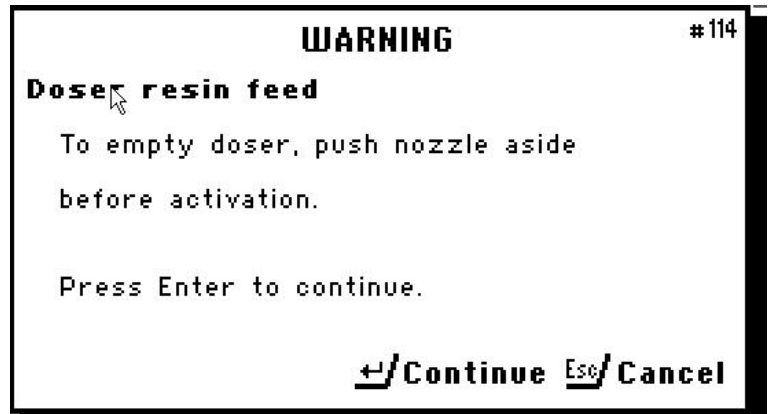 WARNING
#114
Doser resin feed
To empty doser, push nozzle aside
before activation.
Press Enter to continue.
↵ Continue Esc Cancel